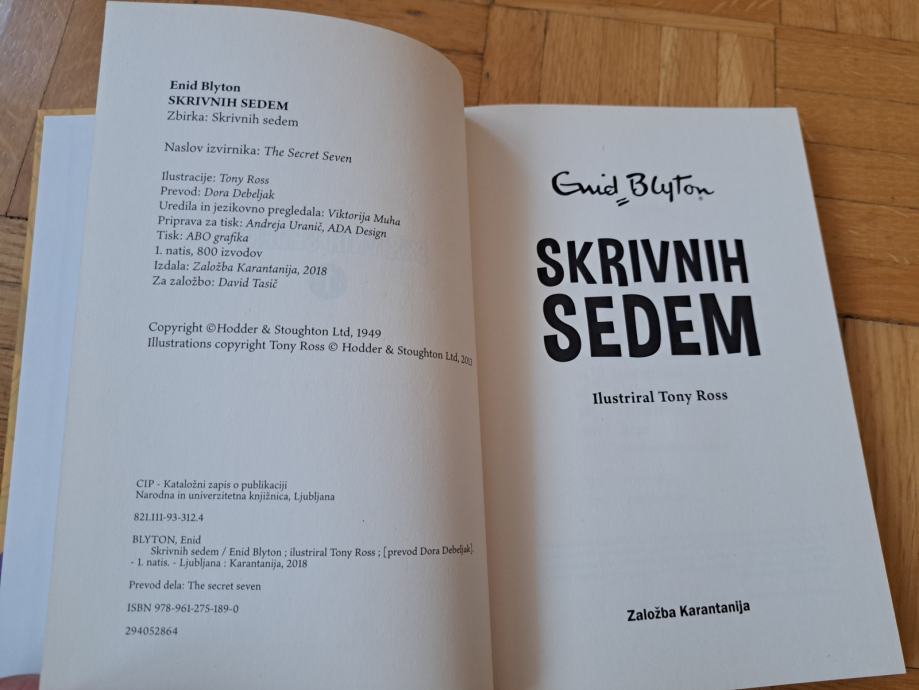 Enid Blyton
SKRIVNIH SEDEM
Zbirka: Skrivnih sedem
Naslov izvirnika: The Secret Seven
Ilustracije: Tony Ross
Prevod: Dora Debeljak
Uredila in jezikovno pregledala: Viktorija Muha
Priprava za tisk: Andreja Uranič, ADA Design
Tisk: ABO grafika
1. natis, 800 izvodov
Izdala: Založba Karantanija, 2018
Za založbo: David Tasič
Copyright ©Hodder & Stoughton Ltd, 1949
Illustrations copyright Tony Ross © Hodder & Stoughton Ltd, 2013
CIP - Kataložni zapis o publikaciji
Narodna in univerzitetna knjižnica, Ljubljana
821.111-93-312.4
BLYTON, Enid
Skrivnih sedem / Enid Blyton ; ilustriral Tony Ross ; [prevod Dora Debeljak].
- 1. natis. - Ljubljana : Karantanija, 2018
Prevod dela: The secret seven
ISBN 978-961-275-189-0
294052864
Enid Blyton
SKRIVNIH
SEDEM
Ilustriral Tony Ross
Založba Karantanija